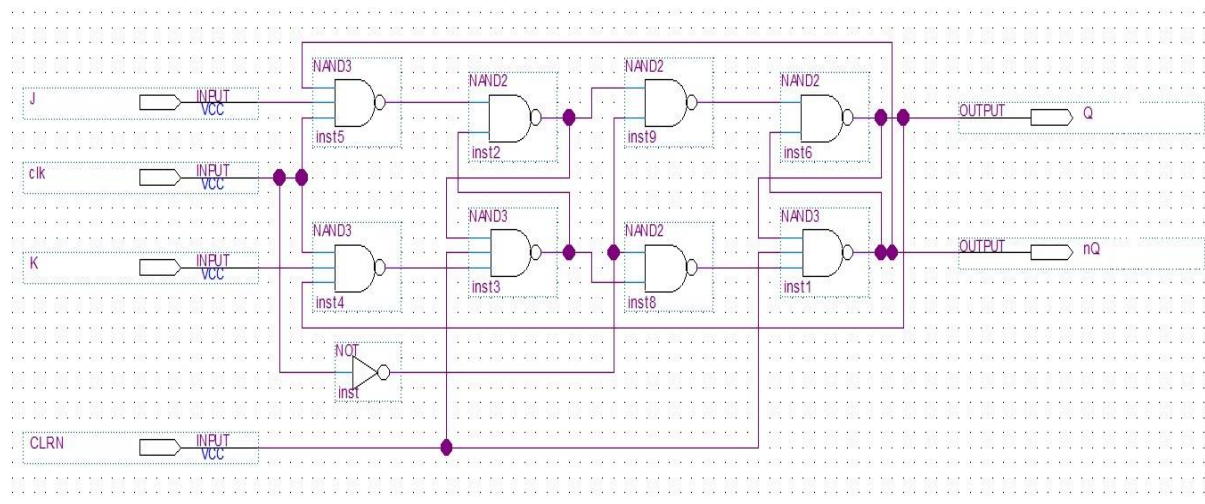 NAND3
NAND2
NAND2
NAND2
J
INPUT
VCC
OUTPUT
Q
inst5
inst2
inst9
inst6
clk
INPUT
VCC
NAND3
NAND3
NAND2
NAND3
K
INPUT
VCC
OUTPUT
nQ
inst4
inst3
inst8
inst1
NOT
inst
CLRN
INPUT
VCC